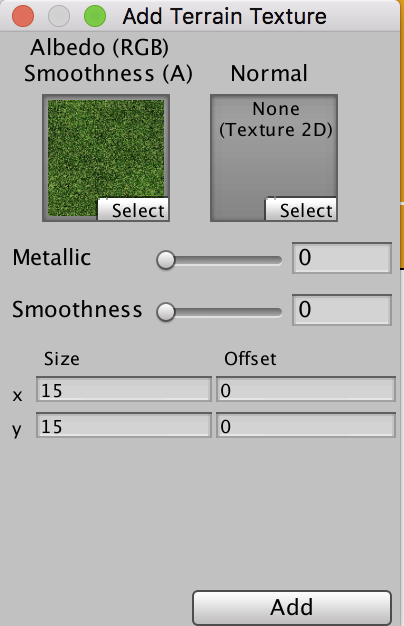 Add Terrain Texture
Albedo (RGB)
Smoothness (A)
Normal
None
(Texture 2D)
Select
Select
Metallic
0
Smoothness
0
Size
Offset
x
15
0
y
15
0
Add